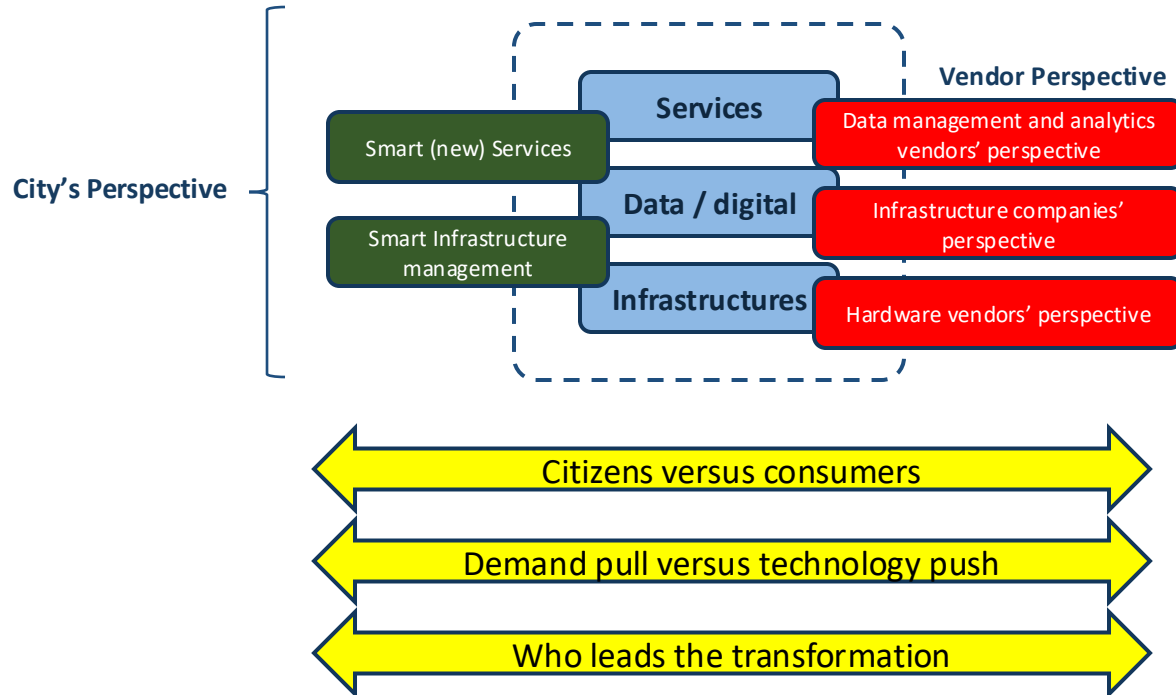 Vendor Perspective
Services
Data management and analytics
vendors’ perspective
Smart (new) Services
City’s Perspective
Data / digital
Infrastructure companies’
perspective
Smart Infrastructure
management
Infrastructures
Hardware vendors’ perspective
Citizens versus consumers
Demand pull versus technology push
Who leads the transformation